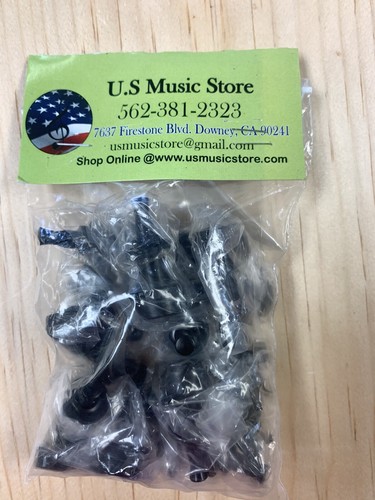 U.S Music Store
562-381-2323
7637 Firestone Blvd. Downey, CA 90241
usmusicstore@gmail.com
Shop Online @www.usmusicstore.com